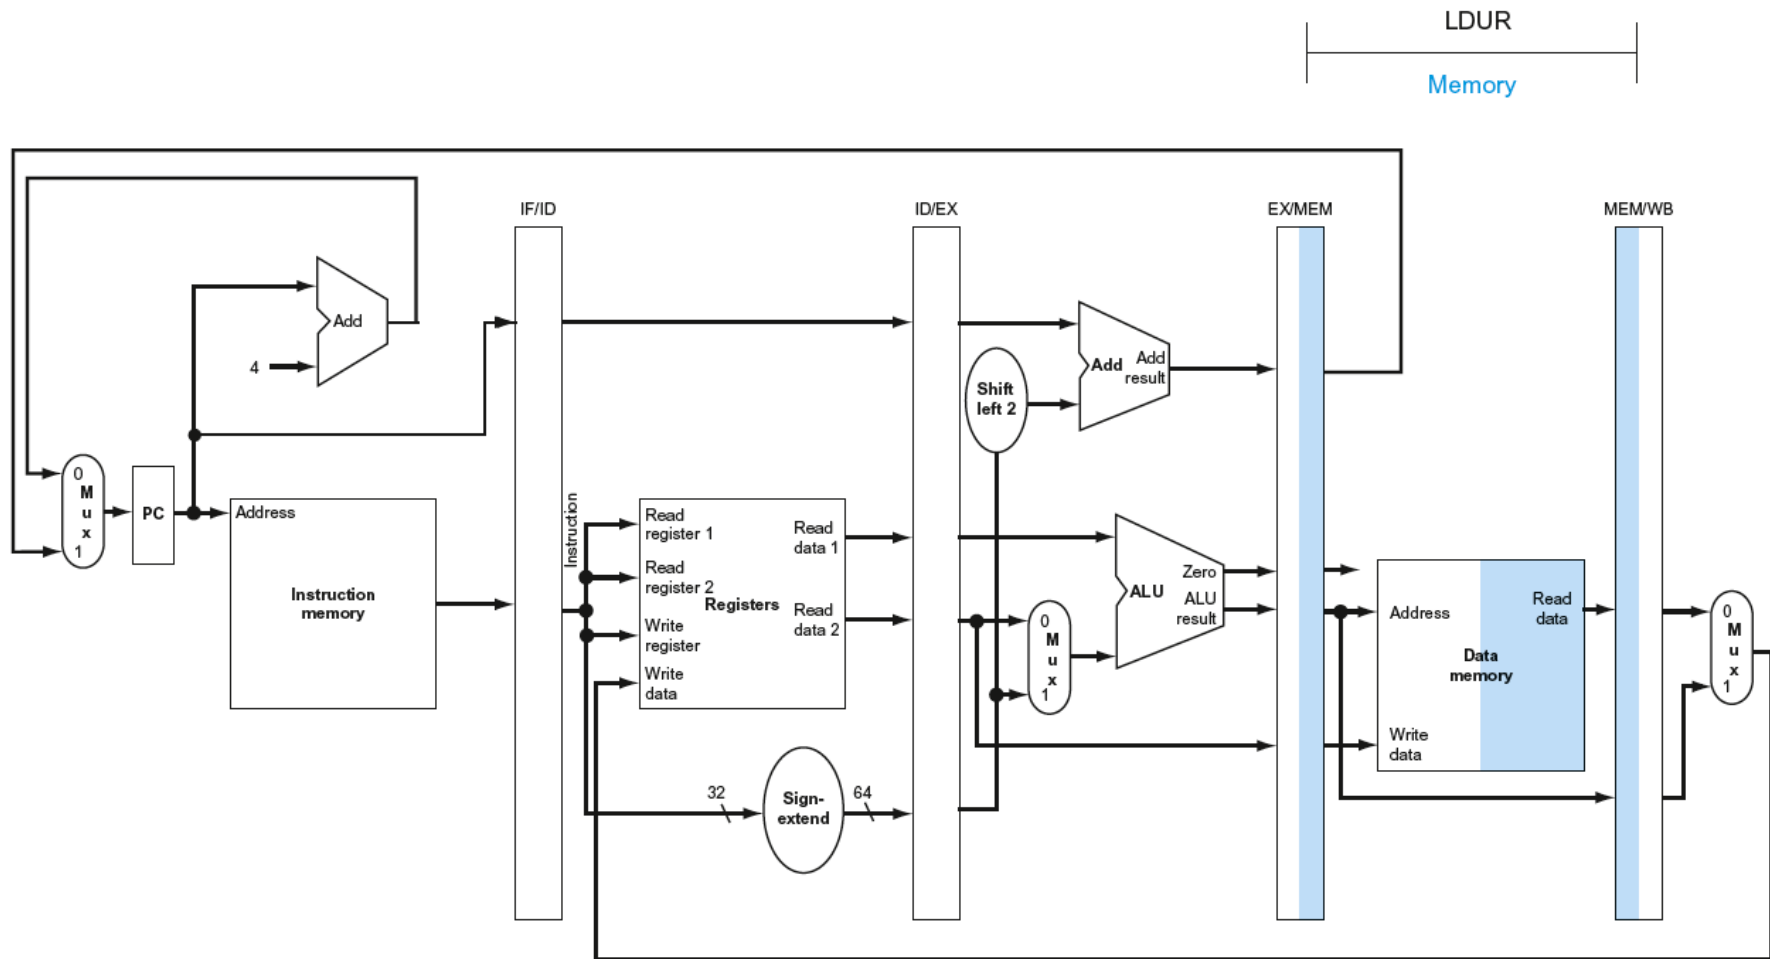 LDUR
Memory
IF/ID
ID/EX
EX/MEM
MEM/WB
Add
4
Shift
left 2
Add
Add
result
0
M
u
x
1
PC
Address
Instruction
memory
Instruction
Read
register 1
Read
register 2
Write
register
Write
data
Registers
Read
data 1
Read
data 2
0
M
u
x
1
ALU
Zero
ALU
result
Address
Read
data
Data
memory
Write
data
0
M
u
x
1
32
Sign-
extend
64